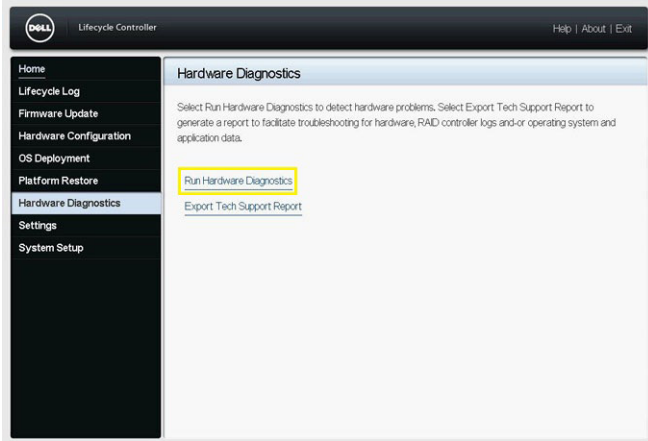 DELL
Lifecycle Controller
Help | About | Exit
Home
Lifecycle Log
Firmware Update
Hardware Configuration
OS Deployment
Platform Restore
Hardware Diagnostics
Settings
System Setup
Hardware Diagnostics
Select Run Hardware Diagnostics to detect hardware problems. Select Export Tech Support Report to
generate a report to facilitate troubleshooting for hardware, RAID controller logs and-or operating system and
application data.
Run Hardware Diagnostics
Export Tech Support Report